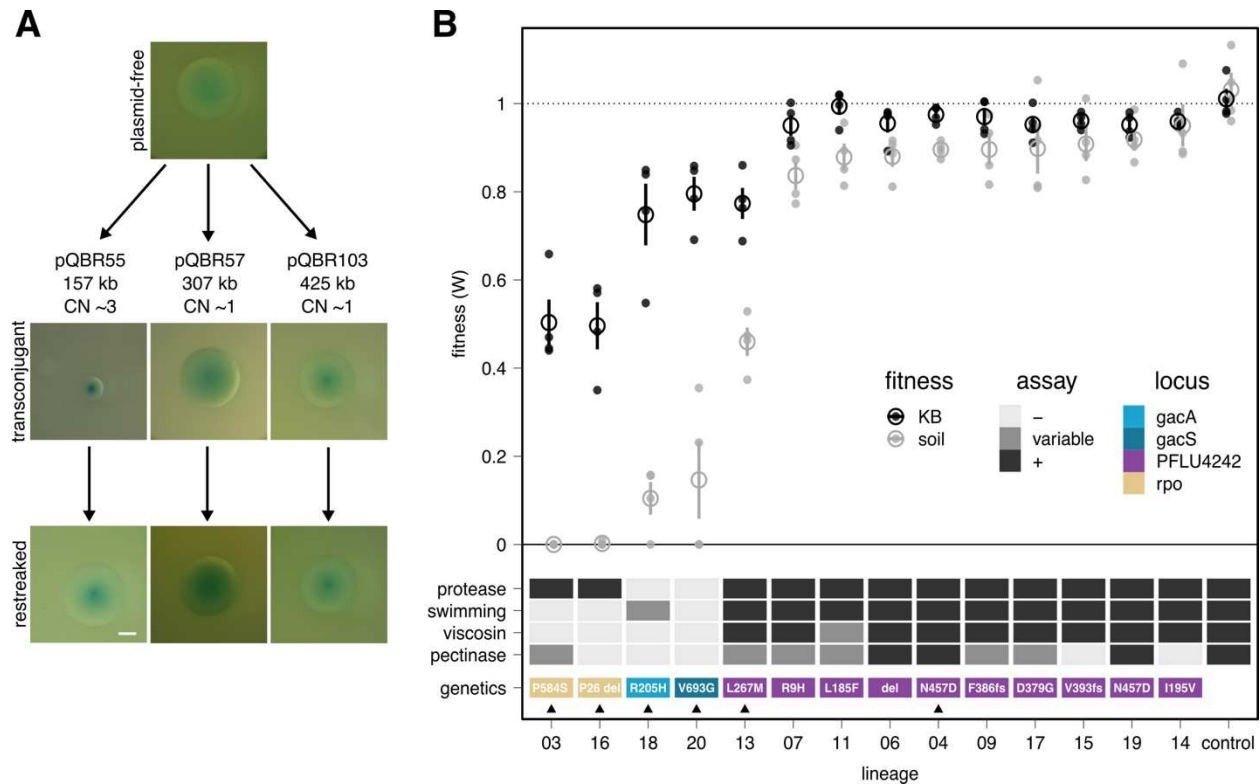 A
plasmid-free
pQBR55
157 kb
CN ~3
pQBR57
307 kb
CN ~1
pQBR103
425 kb
CN ~1
transconjugant
restreaked
B
fitness (W)
1
0.8
0.6
0.4
0.2
0
fitness
KB
soil
assay
–
variable
+
locus
gacA
gacS
PFLU4242
rpo
protease
swimming
viscosin
pectinase
genetics P584S P26 del R205H V693G L267M R9H L185F del N457D F386fs D379G V393fs N457D I195V
03 16 18 20 13 07 11 06 04 09 17 15 19 14 control
lineage